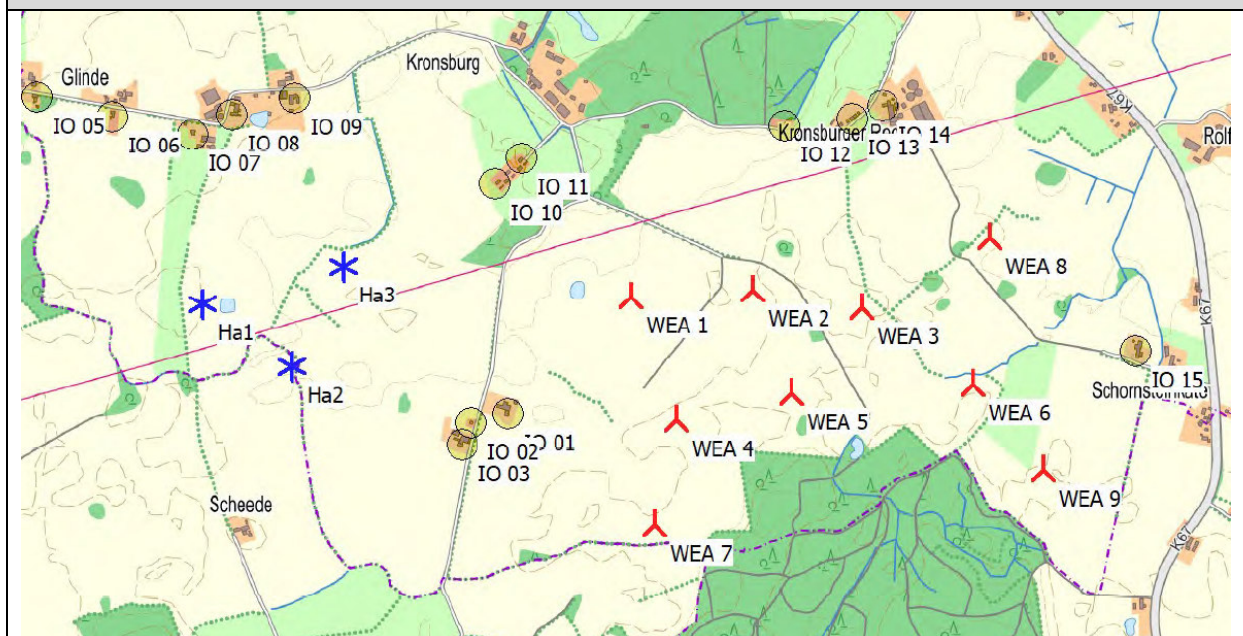 Glinde
Kronsburg
K67
IO 05
IO 06
IO 07
IO 08
IO 09
IO 10
IO 11
IO 12
IO 13
IO 14
Kronsburger
Ha1
Ha2
Ha3
WEA 1
WEA 2
WEA 3
WEA 8
K67
IO 15
WEA 4
WEA 5
WEA 6
IO 02
IO 03
WEA 9
Scheede
WEA 7
K67